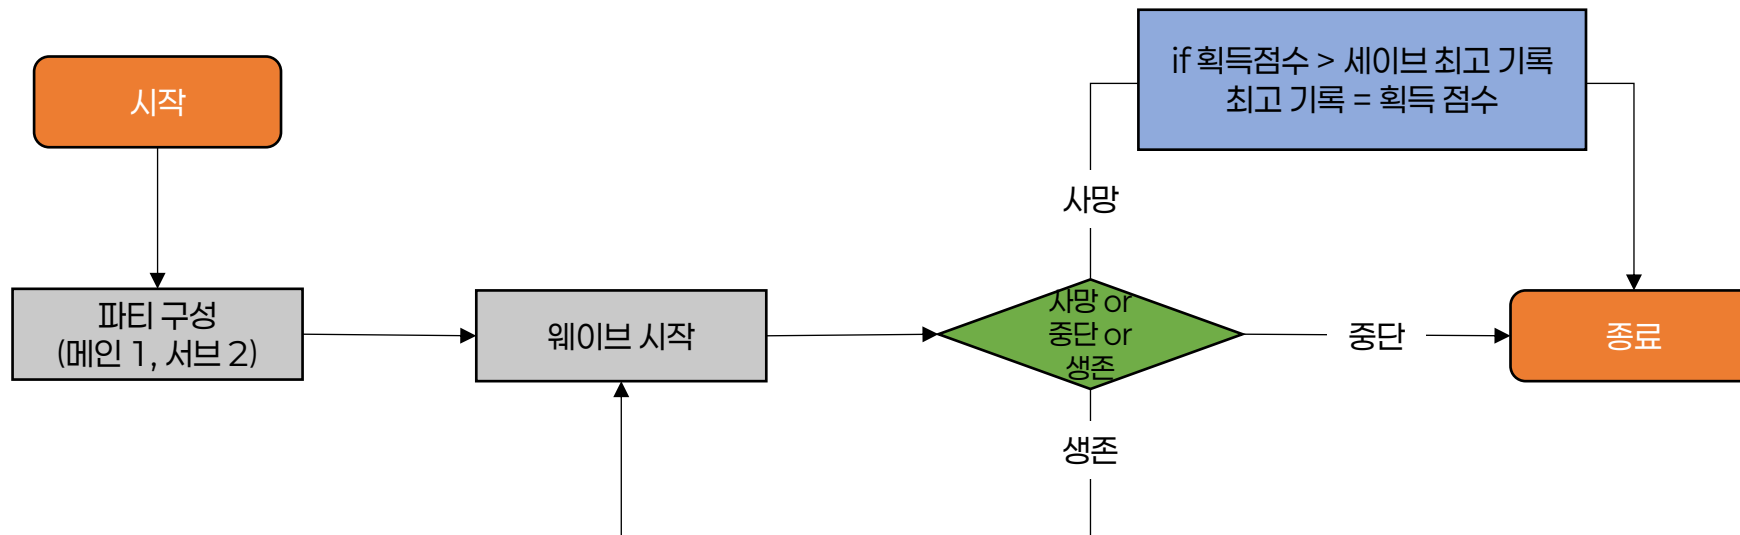 시작
파티 구성
(메인 1, 서브 2)
웨이브 시작
사망 or
중단 or
생존
사망
if 획득점수 > 세이브 최고 기록
최고 기록 = 획득 점수
중단
종료
생존